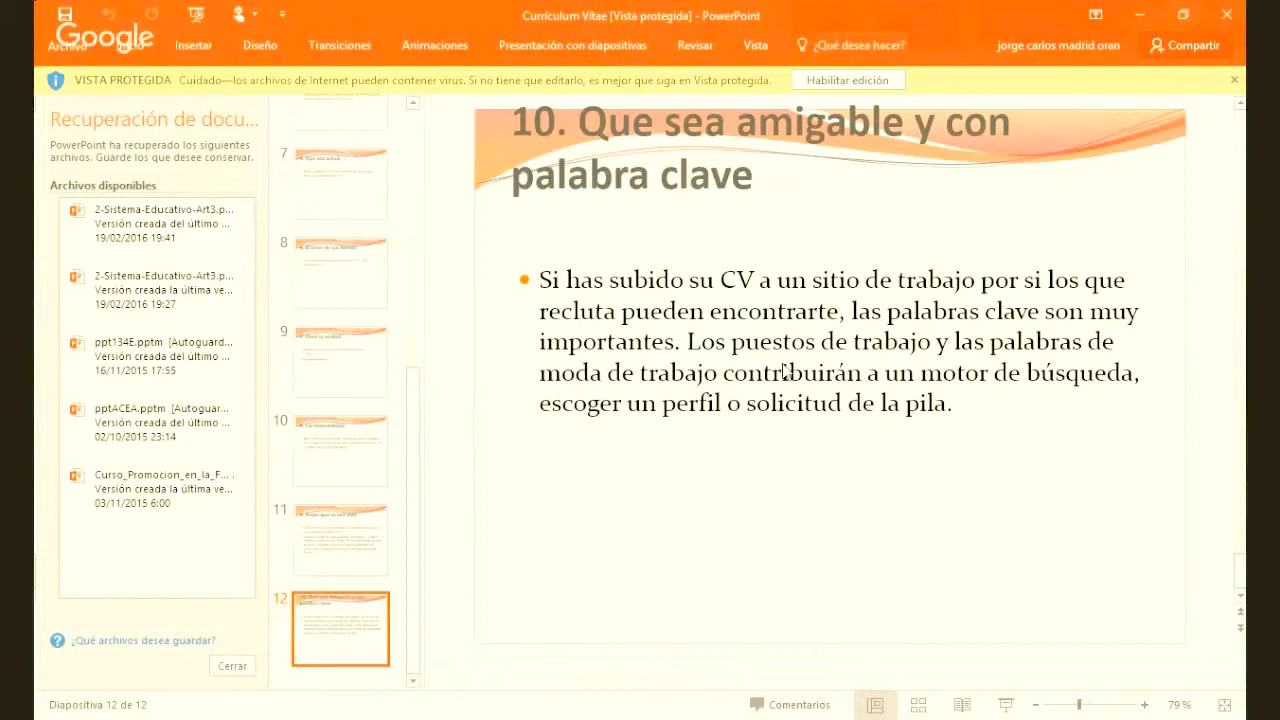 Currículum Vítae [Vista protegida] - PowerPoint
Google
Archivo
Insertar
Diseño
Transiciones
Animaciones
Presentación con diapositivas
Revisar
Vista
¿Qué desea hacer?
jorge carlos madrid oran
Compartir
VISTA PROTEGIDA
Cuidado—los archivos de Internet pueden contener virus. Si no tiene que editarlo, es mejor que siga en Vista protegida.
Habilitar edición
Recuperación de docu...
PowerPoint ha recuperado los siguientes
archivos. Guarde los que desee conservar.
Archivos disponibles
2-Sistema-Educativo-Art3.p...
Versión creada del último ...
19/02/2016 19:41
2-Sistema-Educativo-Art3.p...
Versión creada la última ve...
19/02/2016 19:27
ppt134E.pptm [Autoguard...
Versión creada del último ...
16/11/2015 17:55
pptACEA.pptm [Autoguar...
Versión creada del último ...
02/10/2015 23:14
Curso_Promocion_en_la_F...
Versión creada la última ve...
03/11/2015 6:00
¿Qué archivos desea guardar?
Cerrar
7
8
9
10
11
12
10. Que sea amigable y con
palabra clave
Si has subido su CV a un sitio de trabajo por si los que
recluta pueden encontrarte, las palabras clave son muy
importantes. Los puestos de trabajo y las palabras de
moda de trabajo contribuirán a un motor de búsqueda,
escoger un perfil o solicitud de la pila.
Diapositiva 12 de 12
Comentarios
79 %